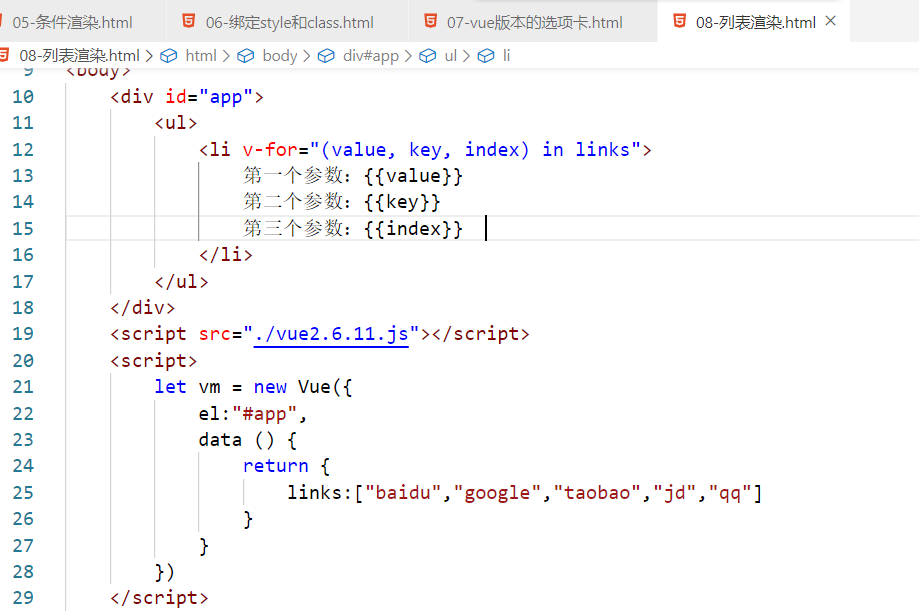 05-条件渲染.html 06-绑定style和class.html 07-vue版本的选项卡.html 08-列表渲染.html ×
08-列表渲染.html > html > body > div#app > ul > li
9 <body>
10 <div id="app">
11 <ul>
12 <li v-for="(value, key, index) in links">
13 第一个参数：{{value}}
14 第二个参数：{{key}}
15 第三个参数：{{index}}
16 </li>
17 </ul>
18 </div>
19 <script src="./vue2.6.11.js"></script>
20 <script>
21 let vm = new Vue({
22 el:"#app",
23 data () {
24 return {
25 links:["baidu","google","taobao","jd","qq"]
26 }
27 }
28 })
29 </script>